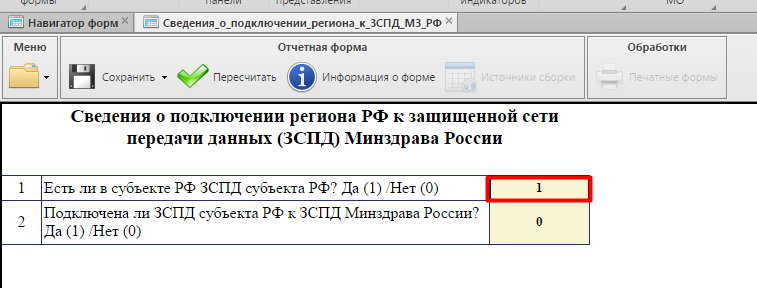 формы панели представления индикаторов МО
Навигатор форм Сведения_о_подключении_региона_к_ЗСПД_МЗ_РФ
Меню Отчетная форма Обработки
Сохранить Пересчитать Информация о форме Источники сборки Печатные формы
Сведения о подключении региона РФ к защищенной сети
передачи данных (ЗСПД) Минздрава России
1 Есть ли в субъекте РФ ЗСПД субъекта РФ? Да (1) /Нет (0) 1
2 Подключена ли ЗСПД субъекта РФ к ЗСПД Минздрава России?
Да (1) /Нет (0) 0